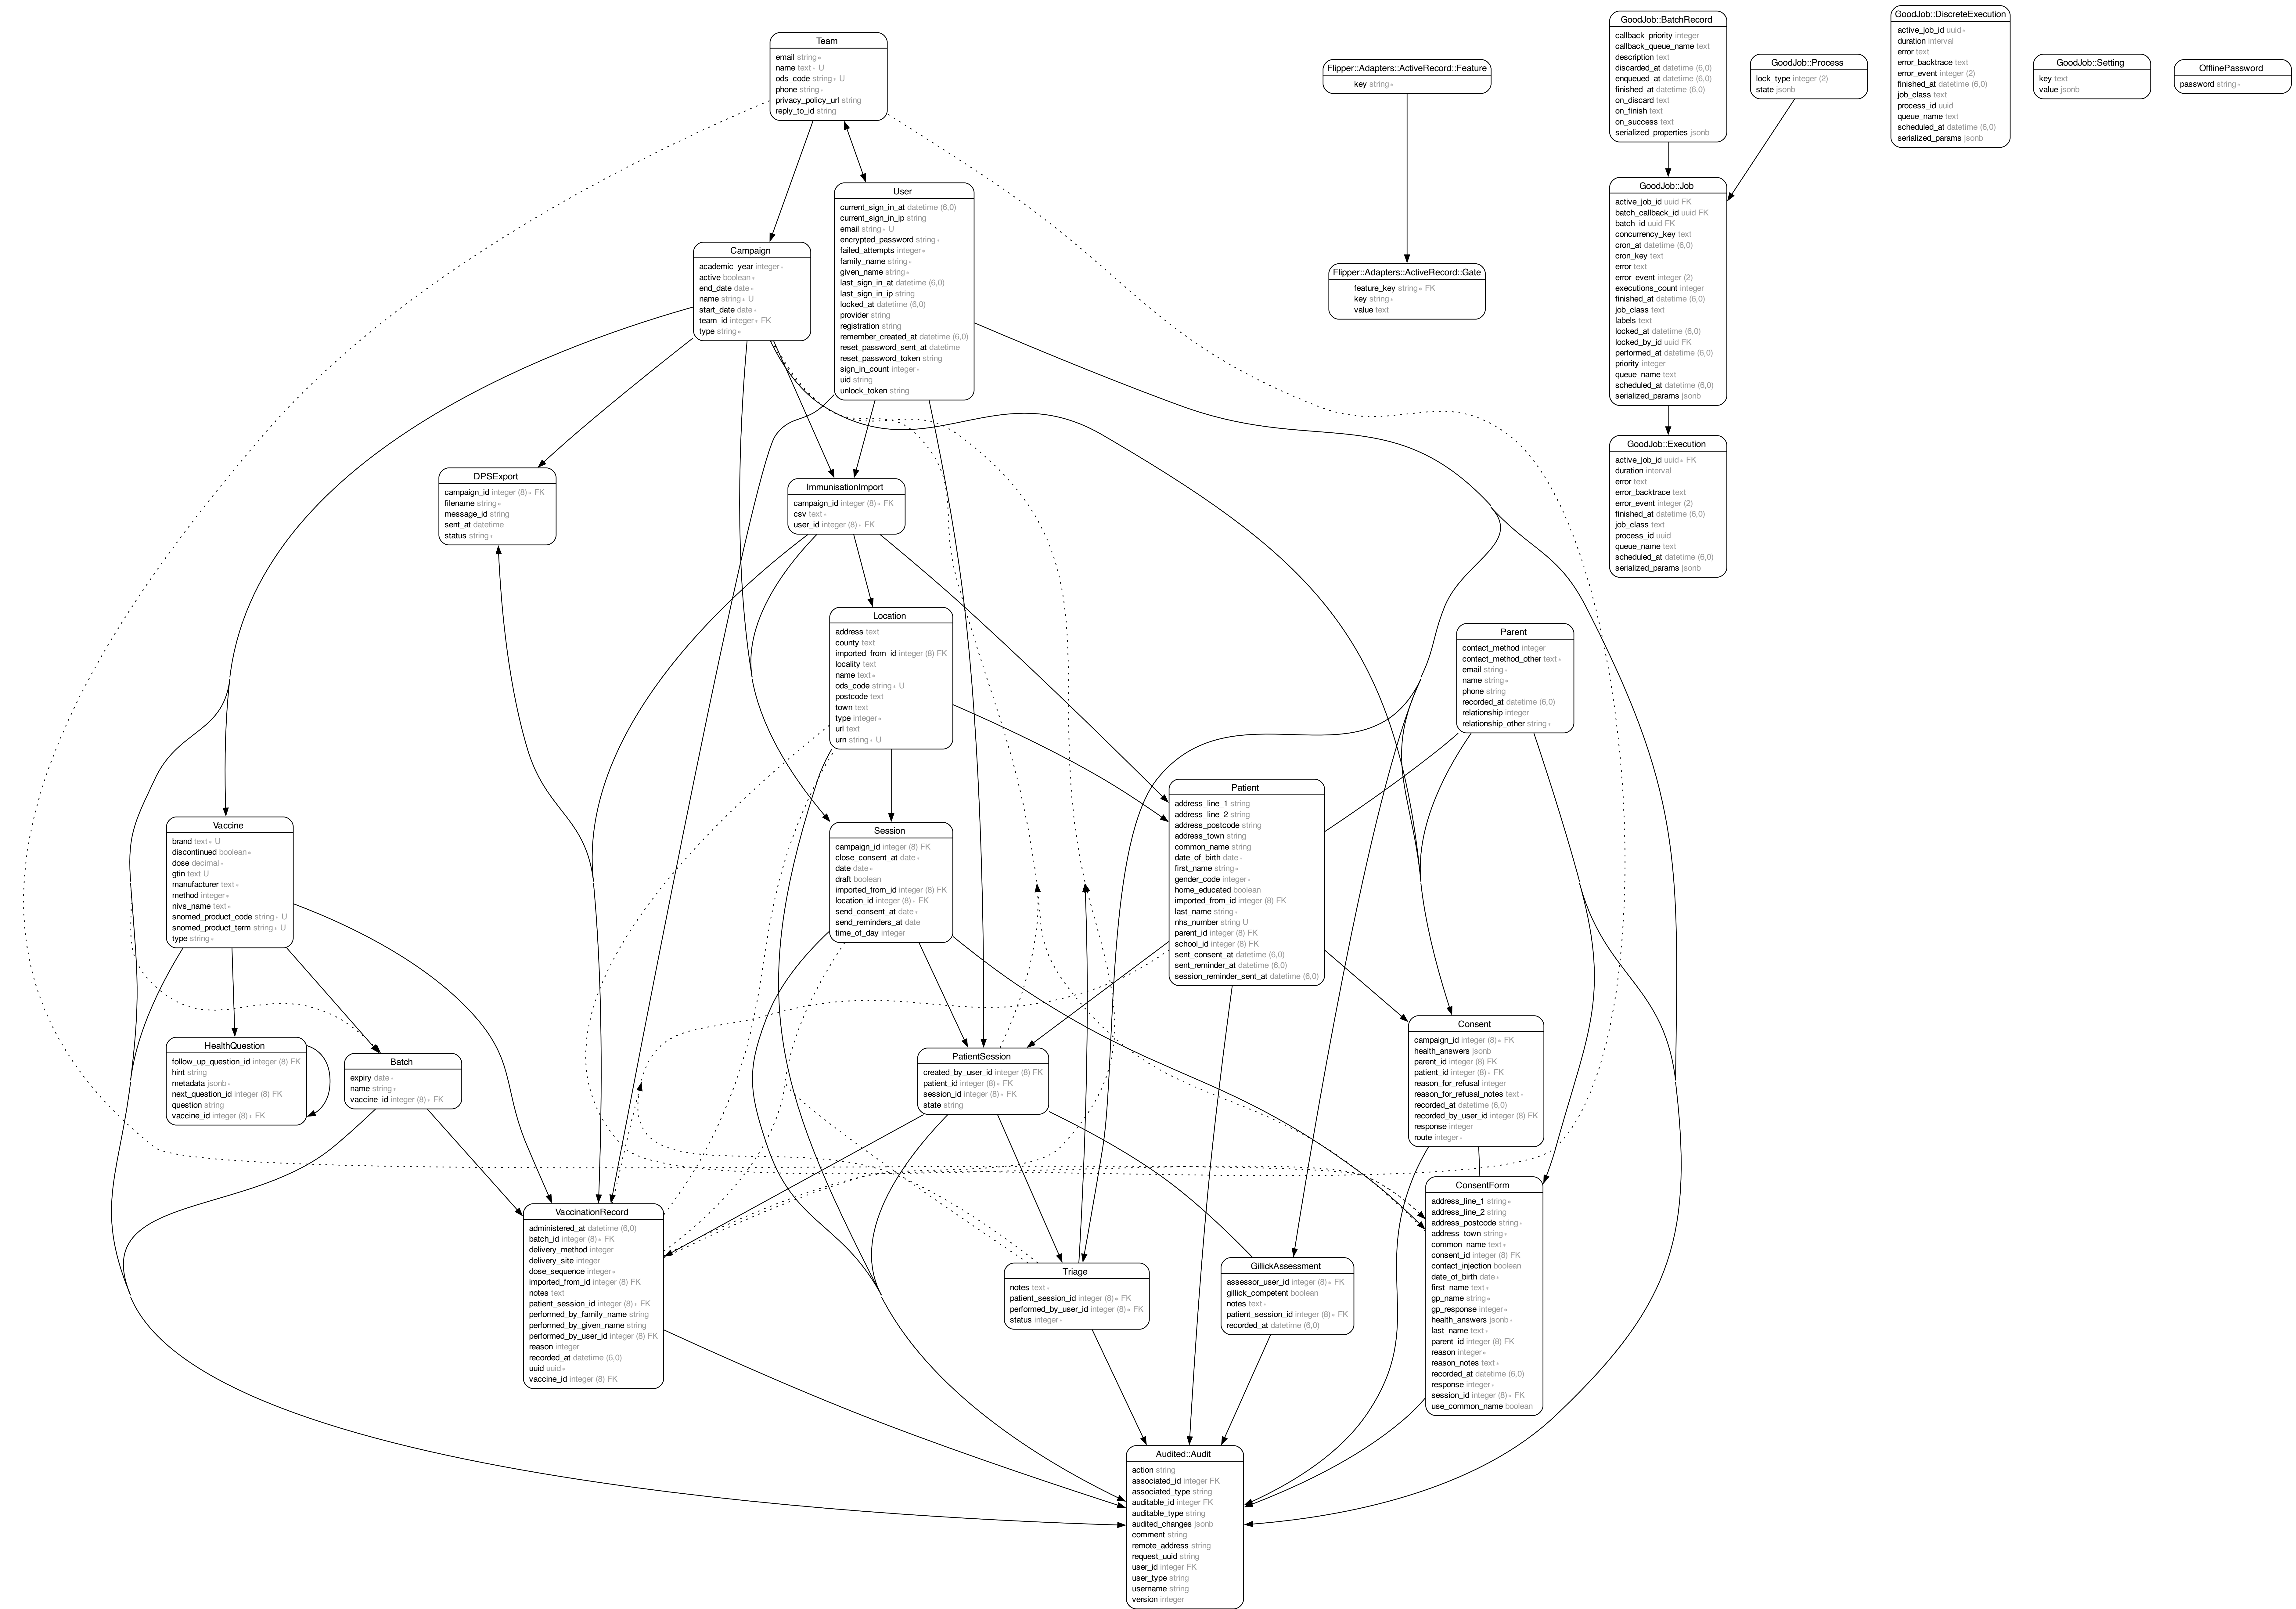 Team
email string ∗
name text ∗ U
ods_code string ∗ U
phone string ∗
privacy_policy_url string
reply_to_id string
User
current_sign_in_at datetime (6,0)
current_sign_in_ip string
email string ∗ U
encrypted_password string ∗
failed_attempts integer ∗
family_name string ∗
given_name string ∗
last_sign_in_at datetime (6,0)
last_sign_in_ip string
locked_at datetime (6,0)
provider string
registration string
remember_created_at datetime (6,0)
reset_password_sent_at datetime
reset_password_token string
sign_in_count integer ∗
uid string
unlock_token string
Campaign
academic_year integer ∗
active boolean ∗
end_date date ∗
name string ∗ U
start_date date ∗
team_id integer ∗ FK
type string ∗
Flipper::Adapters::ActiveRecord::Feature
key string ∗
Flipper::Adapters::ActiveRecord::Gate
feature_key string ∗ FK
key string ∗
value text
GoodJob::BatchRecord
callback_priority integer
callback_queue_name text
description text
discarded_at datetime (6,0)
enqueued_at datetime (6,0)
finished_at datetime (6,0)
on_discard text
on_finish text
on_success text
serialized_properties jsonb
GoodJob::Process
lock_type integer (2)
state jsonb
GoodJob::DiscreteExecution
active_job_id uuid ∗
duration interval
error text
error_backtrace text
error_event integer (2)
finished_at datetime (6,0)
job_class text
process_id uuid
queue_name text
scheduled_at datetime (6,0)
serialized_params jsonb
GoodJob::Setting
key text
value jsonb
OfflinePassword
password string ∗
GoodJob::Job
active_job_id uuid FK
batch_callback_id uuid FK
batch_id uuid FK
concurrency_key text
cron_at datetime (6,0)
cron_key text
error text
error_event integer (2)
executions_count integer
finished_at datetime (6,0)
job_class text
labels text
locked_at datetime (6,0)
locked_by_id uuid FK
performed_at datetime (6,0)
priority integer
queue_name text
scheduled_at datetime (6,0)
serialized_params jsonb
GoodJob::Execution
active_job_id uuid ∗ FK
duration interval
error text
error_backtrace text
error_event integer (2)
finished_at datetime (6,0)
job_class text
process_id uuid
queue_name text
scheduled_at datetime (6,0)
serialized_params jsonb
DPSExport
campaign_id integer (8) ∗ FK
filename string ∗
message_id string
sent_at datetime
status string ∗
ImmunisationImport
campaign_id integer (8) ∗ FK
csv text ∗
user_id integer (8) ∗ FK
Location
address text
county text
imported_from_id integer (8) FK
locality text
name text ∗
ods_code string ∗ U
postcode text
town text
type integer ∗
url text
urn string ∗ U
Parent
contact_method integer
contact_method_other text ∗
email string ∗
name string ∗
phone string
recorded_at datetime (6,0)
relationship integer
relationship_other string ∗
Patient
address_line_1 string
address_line_2 string
address_postcode string
address_town string
common_name string
date_of_birth date ∗
first_name string ∗
gender_code integer ∗
home_educated boolean
imported_from_id integer (8) FK
last_name string ∗
nhs_number string U
parent_id integer (8) FK
school_id integer (8) FK
sent_consent_at datetime (6,0)
sent_reminder_at datetime (6,0)
session_reminder_sent_at datetime (6,0)
Vaccine
brand text ∗ U
discontinued boolean ∗
dose decimal ∗
gtin text U
manufacturer text ∗
method integer ∗
nivs_name text ∗
snomed_product_code string ∗ U
snomed_product_term string ∗ U
type string ∗
Session
campaign_id integer (8) FK
close_consent_at date ∗
date date ∗
draft boolean
imported_from_id integer (8) FK
location_id integer (8) ∗ FK
send_consent_at date ∗
send_reminders_at date
time_of_day integer
HealthQuestion
follow_up_question_id integer (8) FK
hint string
metadata jsonb ∗
next_question_id integer (8) FK
question string
vaccine_id integer (8) ∗ FK
Batch
expiry date ∗
name string ∗
vaccine_id integer (8) ∗ FK
PatientSession
created_by_user_id integer (8) FK
patient_id integer (8) ∗ FK
session_id integer (8) ∗ FK
state string
Consent
campaign_id integer (8) ∗ FK
health_answers jsonb
parent_id integer (8) FK
patient_id integer (8) ∗ FK
reason_for_refusal integer
reason_for_refusal_notes text ∗
recorded_at datetime (6,0)
recorded_by_user_id integer (8) FK
response integer
route integer ∗
VaccinationRecord
administered_at datetime (6,0)
batch_id integer (8) ∗ FK
delivery_method integer
delivery_site integer
dose_sequence integer ∗
imported_from_id integer (8) FK
notes text
patient_session_id integer (8) ∗ FK
performed_by_family_name string
performed_by_given_name string
performed_by_user_id integer (8) FK
reason integer
recorded_at datetime (6,0)
uuid uuid ∗
vaccine_id integer (8) FK
Triage
notes text ∗
patient_session_id integer (8) ∗ FK
performed_by_user_id integer (8) ∗ FK
status integer ∗
GillickAssessment
assessor_user_id integer (8) ∗ FK
gillick_competent boolean
notes text ∗
patient_session_id integer (8) ∗ FK
recorded_at datetime (6,0)
ConsentForm
address_line_1 string ∗
address_line_2 string
address_postcode string ∗
address_town string ∗
common_name text ∗
consent_id integer (8) FK
contact_injection boolean
date_of_birth date ∗
first_name text ∗
gp_name string ∗
gp_response integer ∗
health_answers jsonb ∗
last_name text ∗
parent_id integer (8) FK
reason integer ∗
reason_notes text ∗
recorded_at datetime (6,0)
response integer ∗
session_id integer (8) ∗ FK
use_common_name boolean
Audited::Audit
action string
associated_id integer FK
associated_type string
auditable_id integer FK
auditable_type string
audited_changes jsonb
comment string
remote_address string
request_uuid string
user_id integer FK
user_type string
username string
version integer